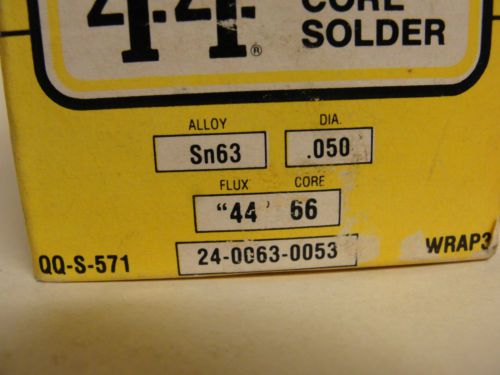 44® CORE
SOLDER
ALLOY DIA.
Sn63 .050
FLUX CORE
"44" 66
24-0063-0053
QQ-S-571 WRAP3